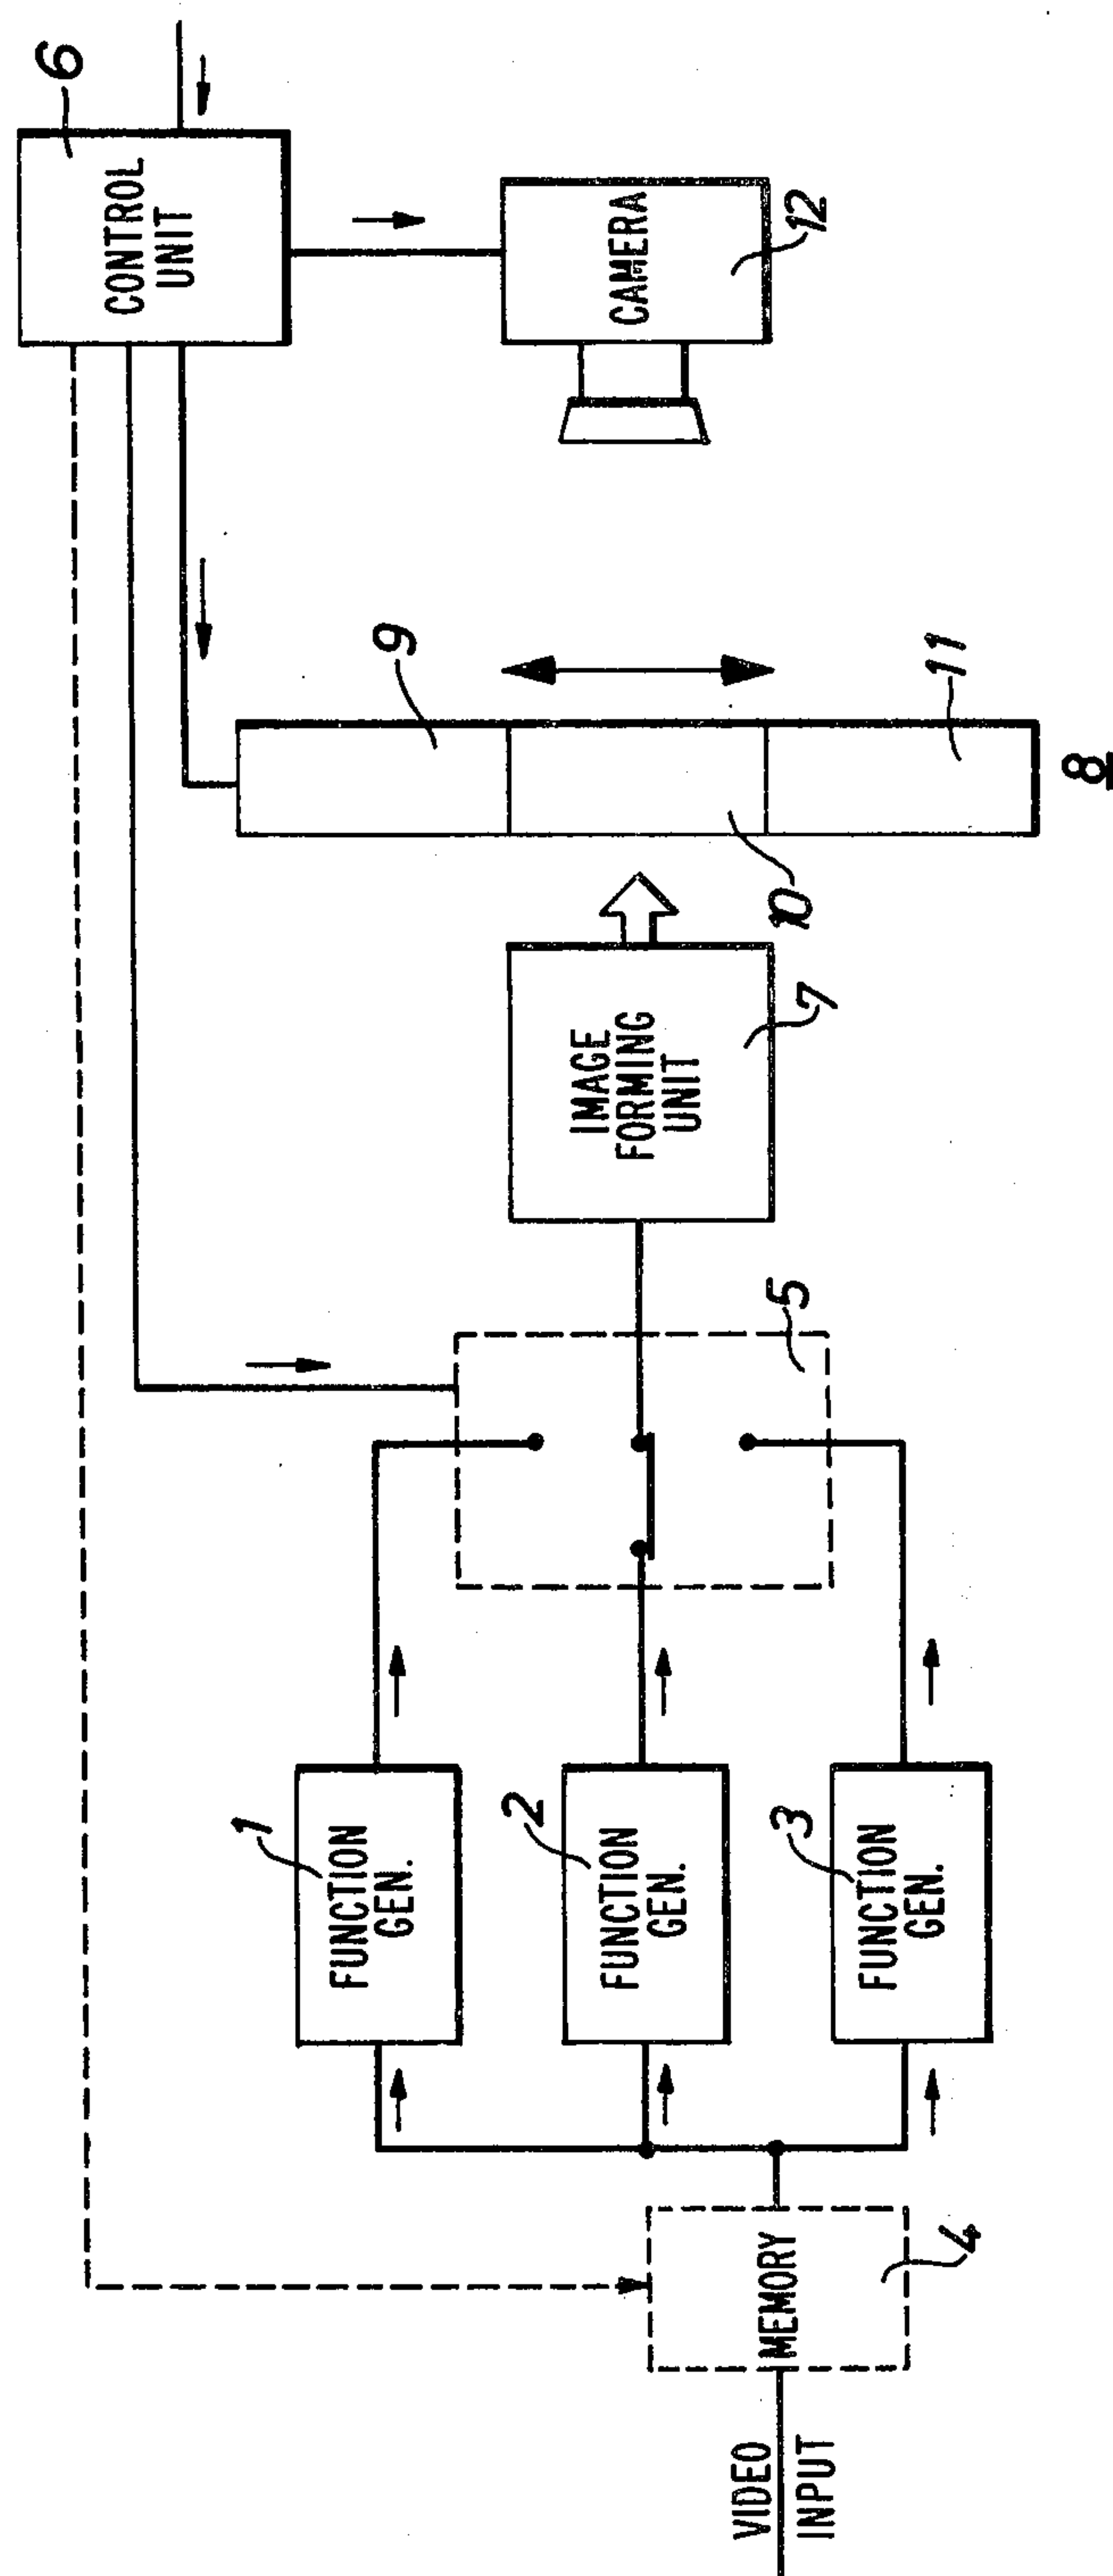 VIDEO
INPUT
MEMORY
4
FUNCTION
GEN.
1
FUNCTION
GEN.
2
FUNCTION
GEN.
3
5
IMAGE
FORMING
UNIT
7
9
10
11
8
CONTROL
UNIT
6
CAMERA
12